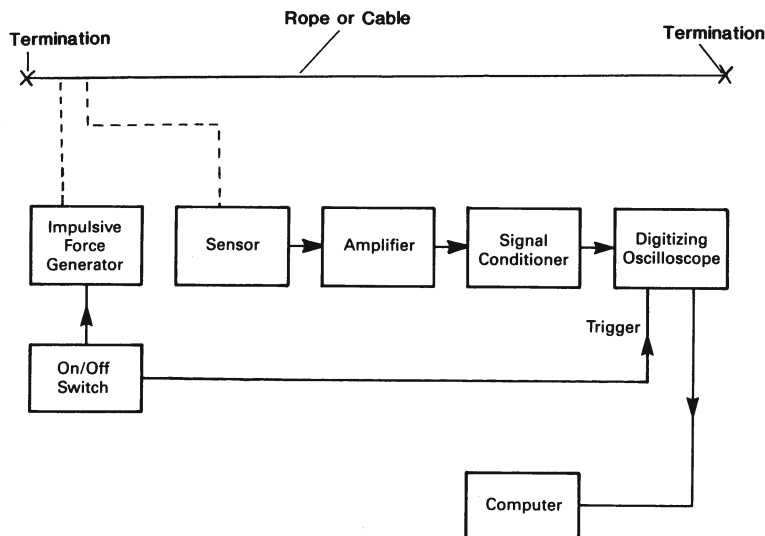 Rope or Cable
Termination
Termination
Impulsive
Force
Generator
Sensor
Amplifier
Signal
Conditioner
Digitizing
Oscilloscope
Trigger
On/Off
Switch
Computer